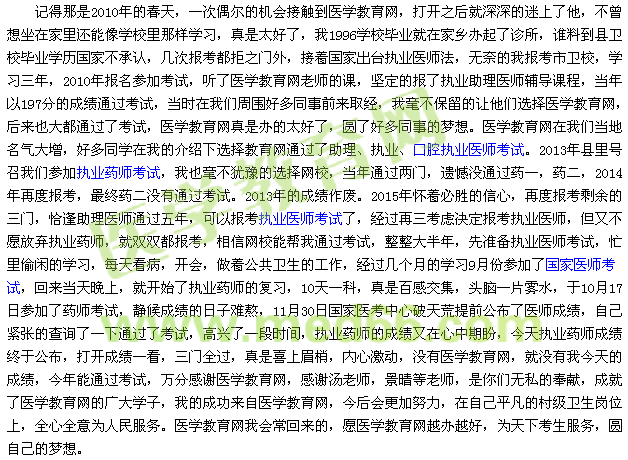 记得那是2010年的春天，一次偶尔的机会接触到医学教育网，打开之后就深深的迷上了他，不曾
想坐在家里还能像学校里那样学习，真是太好了，我1996学校毕业就在家乡办起了诊所，谁料到县卫
校毕业学历国家不承认，几次报考都拒之门外，接着国家出台执业医师法，无奈的我报考市卫校，学
习三年，2010年报名参加考试，听了医学教育网老师的课，坚定的报了执业助理医师辅导课程，当年
以197分的成绩通过考试，当时在我们周围好多同事前来取经，我毫不保留的让他们选择医学教育网，
后来也大都通过了考试，医学教育网真是办的太好了，圆了好多同事的梦想。医学教育网在我们当地
名气大增，好多同学在我的介绍下选择教育网通过了助理、执业、口腔执业医师考试。2013年县里号
召我们参加执业药师考试，我也毫不犹豫的选择网校，当年通过两门，遗憾没通过药一，药二，2014
年再度报考，最终药二没有通过考试。2013年的成绩作废。2015年怀着必胜的信心，再度报考剩余的
三门，恰逢助理医师通过五年，可以报考执业医师考试了，经过再三考虑决定报考执业医师，但又不
愿放弃执业药师，就双双都报考，相信网校能帮我通过考试，整整大半年，先准备执业医师考试，忙
里偷闲的学习，每天看病，开会，做着公共卫生的工作，经过几个月的学习9月份参加了国家医师考
试，回来当天晚上，就开始了执业药师的复习，10天一科，真是百感交集，头脑一片雾水，于10月17
日参加了药师考试，静候成绩的日子难熬，11月30日国家医考中心破天荒提前公布了医师成绩，自己
紧张的查询了一下通过了考试，高兴了一段时间，执业药师的成绩又在心中期盼，今天执业药师成绩
终于公布，打开成绩一看，三门全过，真是喜上眉梢，内心激动，没有医学教育网，就没有我今天的
成绩，今年能通过考试，万分感谢医学教育网，感谢汤老师，景晴等老师，是你们无私的奉献，成就
了医学教育网的广大学子，我的成功来自医学教育网，今后会更加努力，在自己平凡的村级卫生岗位
上，全心全意为人民服务。医学教育网我会常回来的，愿医学教育网越办越好，为天下考生服务，圆
自己的梦想。
医学教育网
www.med66.com